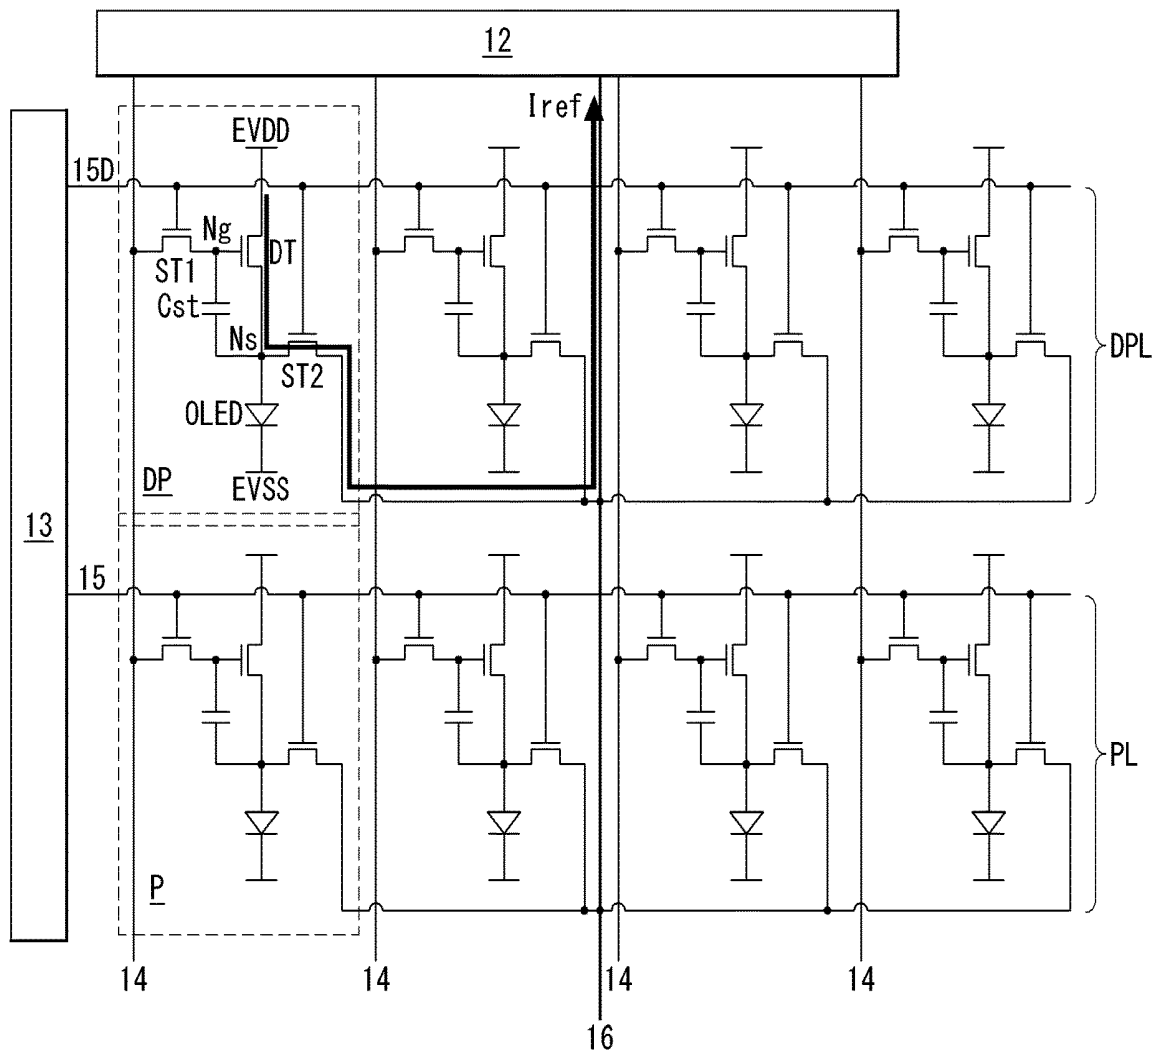 12
Iref
EVDD
15D
Ng
DT
ST1
Cst
Ns
ST2
DPL
OLED
DP
EVSS
13
15
PL
P
14
14
14
14
16